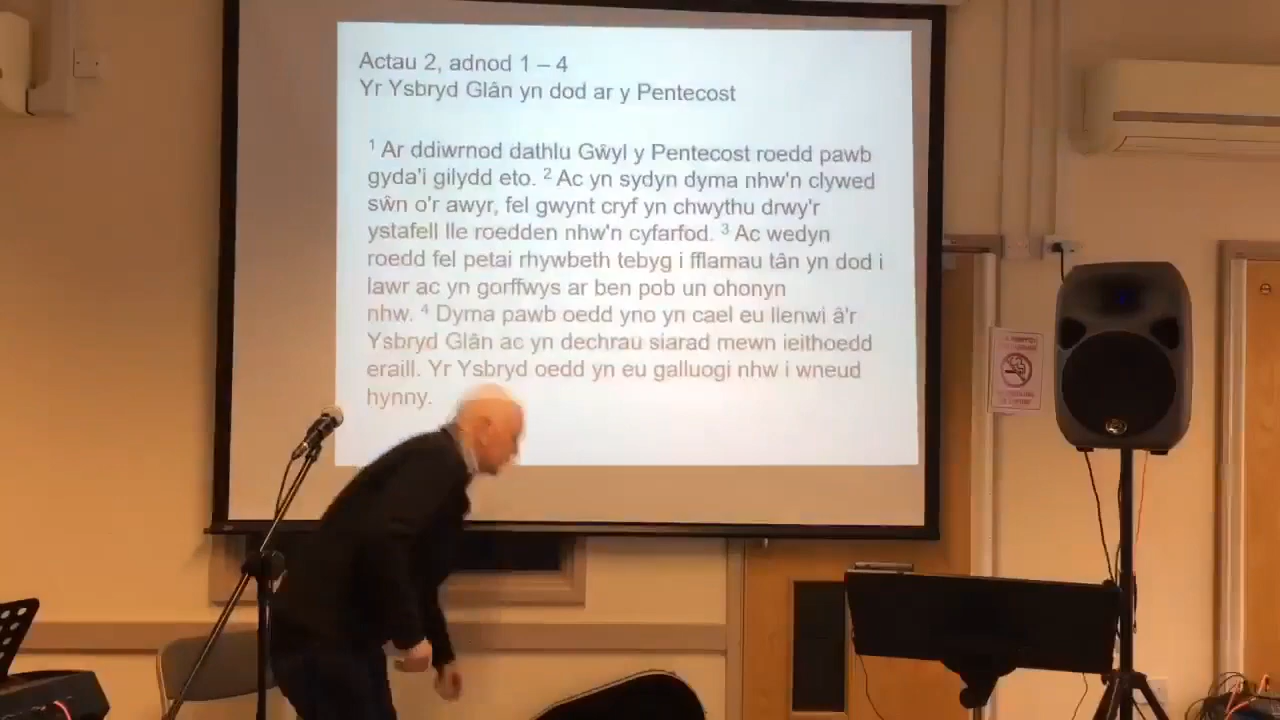 Actau 2, adnod 1 – 4
Yr Ysbryd Glân yn dod ar y Pentecost
1 Ar ddiwrnod dathlu Gŵyl y Pentecost roedd pawb
gyda'i gilydd eto. 2 Ac yn sydyn dyma nhw'n clywed
sŵn o'r awyr, fel gwynt cryf yn chwythu drwy'r
ystafell lle roedden nhw'n cyfarfod. 3 Ac wedyn
roedd fel petai rhywbeth tebyg i fflamau tân yn dod i
lawr ac yn gorffwys ar ben pob un ohonyn
nhw. 4 Dyma pawb oedd yno yn cael eu llenwi â'r
Ysbryd Glân ac yn dechrau siarad mewn ieithoedd
eraill. Yr Ysbryd oedd yn eu galluogi nhw i wneud
hynny.